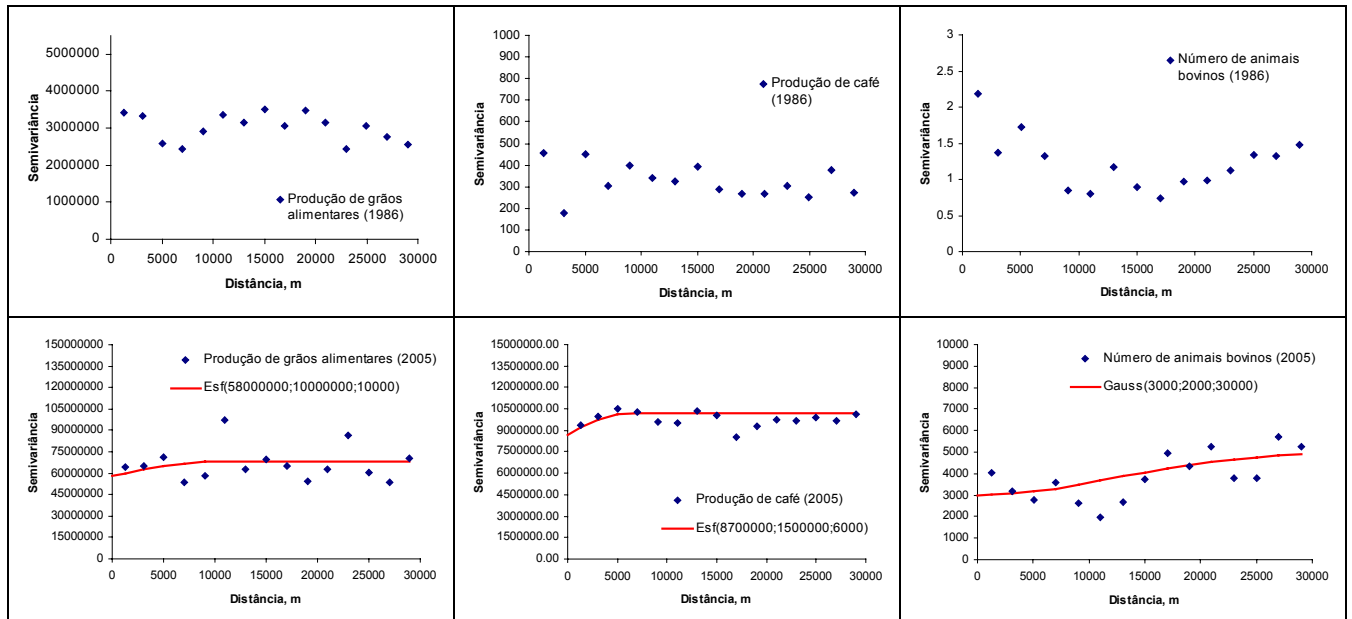 5000000
4000000
3000000
2000000
1000000
0
Semivariância
Produção de grãos
alimentares (1986)
0 5000 10000 15000 20000 25000 30000
Distância, m
1000
900
800
700
600
500
400
300
200
100
0
Semivariância
Produção de café
(1986)
0 5000 10000 15000 20000 25000 30000
Distância, m
3
2.5
2
1.5
1
0.5
0
Semivariância
Número de animais
bovinos (1986)
0 5000 10000 15000 20000 25000 30000
Distância, m
150000000
135000000
120000000
105000000
90000000
75000000
60000000
45000000
30000000
15000000
0
Semivariância
Produção de grãos alimentares (2005)
Esf(58000000;10000000;10000)
0 5000 10000 15000 20000 25000 30000
Distância, m
15000000.00
13500000.00
12000000.00
10500000.00
9000000.00
7500000.00
6000000.00
4500000.00
3000000.00
1500000.00
0.00
Semivariância
Produção de café (2005)
Esf(8700000;1500000;6000)
0 5000 10000 15000 20000 25000 30000
Distância, m
10000
9000
8000
7000
6000
5000
4000
3000
2000
1000
0
Semivariância
Número de animais bovinos (2005)
Gauss(3000;2000;30000)
0 5000 10000 15000 20000 25000 30000
Distância, m